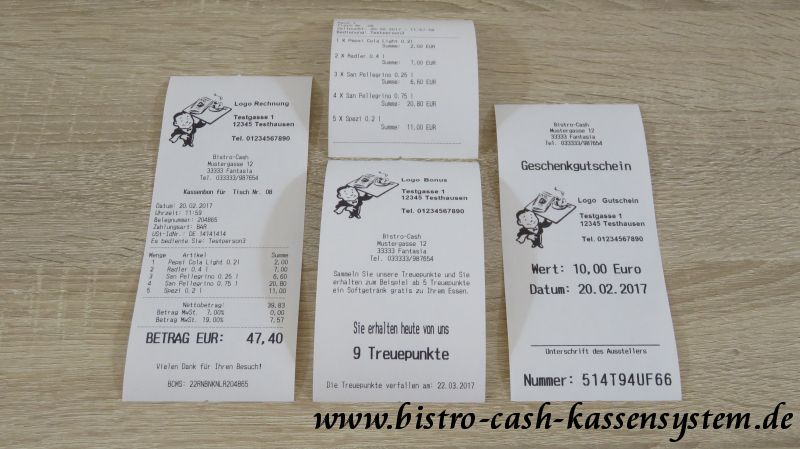 Logo Rechnung
Testgasse 1
12345 Testhausen
Tel. 01234567890
Bistro-Cash
Mustergasse 12
33333 Fantasia
Tel. 033333/987654
Kassenbon für Tisch Nr. 08
Datum: 20.02.2017
Uhrzeit: 11:59
Belegnummer: 204865
Zahlungsart: BAR
USt-IdNr.: DE 14141414
Es bediente Sie: Testperson3
Menge Artikel Summe
1 Pepsi Cola Light 0.2l 2,00
2 Radler 0.4 l 7,00
3 San Pellegrino 0.25 l 6,60
4 San Pellegrino 0.75 l 20,80
5 Spezi 0.2 l 11,00
Nettobetrag: 39,83
Betrag MwSt. 7,00% 0,00
Betrag MwSt. 19,00% 7,57
BETRAG EUR: 47,40
Vielen Dank für Ihren Besuch!
BCMS: 22RNBNKNLR204865
Bedienung: Testperson3
1 X Pepsi Cola Light 0.2l
Summe: 2,00 EUR
2 X Radler 0.4 l
Summe: 7,00 EUR
3 X San Pellegrino 0.25 l
Summe: 6,60 EUR
4 X San Pellegrino 0.75 l
Summe: 20,80 EUR
5 X Spezi 0.2 l
Summe: 11,00 EUR
Logo Bonus
Testgasse 1
12345 Testhausen
Tel. 01234567890
Bistro-Cash
Mustergasse 12
33333 Fantasia
Tel. 033333/987654
Sammeln Sie unsere Treuepunkte und Sie
erhalten zum Beispiel ab 5 Treuepunkte
ein Softgetränk gratis zu Ihrem Essen.
Sie erhalten heute von uns
9 Treuepunkte
Die Treuepunkte verfallen am: 22.03.2017
Bistro-Cash
Mustergasse 12
33333 Fantasia
Tel. 033333/987654
Geschenkgutschein
Logo Gutschein
Testgasse 1
12345 Testhausen
Tel. 01234567890
Wert: 10,00 Euro
Datum: 20.02.2017
Unterschrift des Ausstellers
Nummer: 514T94UF66
www.bistro-cash-kassensystem.de